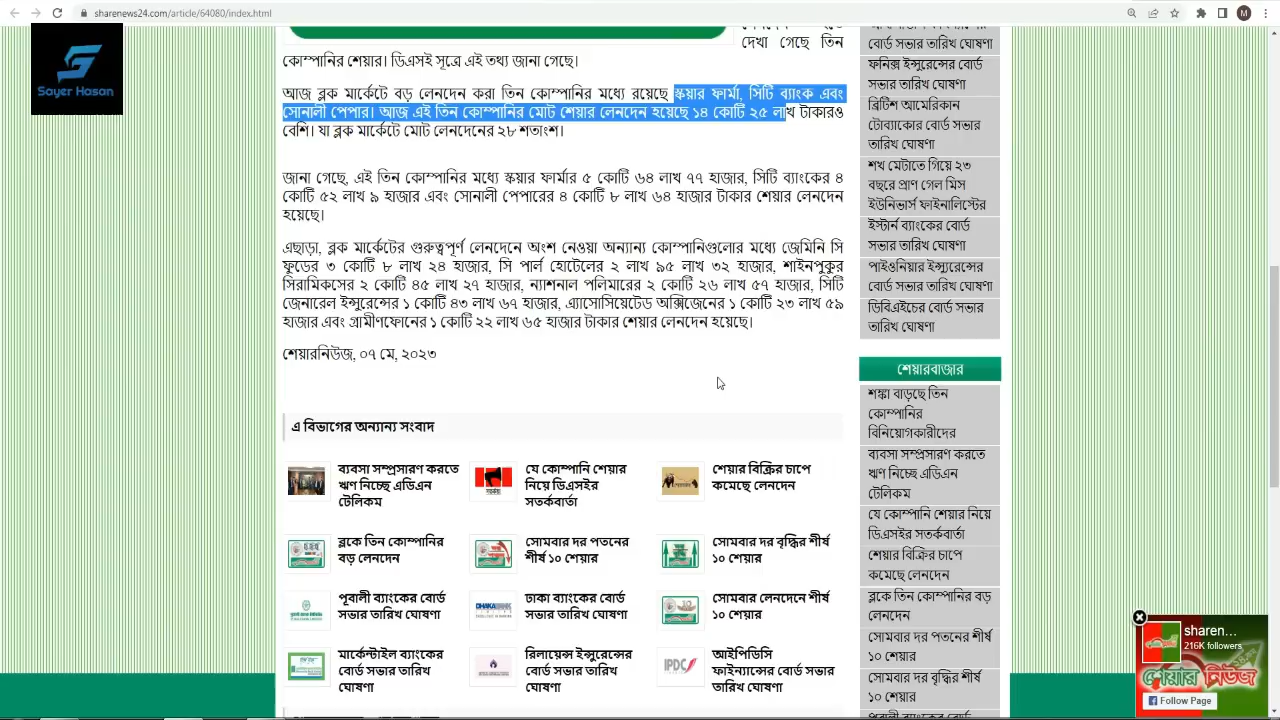 sharenews24.com/article/64080/index.html
M
Sayer Hasan
দেখা গেছে তিন
কোম্পানির শেয়ার। ডিএসই সূত্রে এই তথ্য জানা গেছে।
আজ ব্লক মার্কেটে বড় লেনদেন করা তিন কোম্পানির মধ্যে রয়েছে স্কয়ার ফার্মা, সিটি ব্যাংক এবং
সোনালী পেপার। আজ এই তিন কোম্পানির মোট শেয়ার লেনদেন হয়েছে ১৪ কোটি ২৫ লাখ টাকারও
বেশি। যা ব্লক মার্কেটে মোট লেনদেনের ২৮ শতাংশ।
জানা গেছে, এই তিন কোম্পানির মধ্যে স্কয়ার ফার্মার ৫ কোটি ৬৪ লাখ ৭৭ হাজার, সিটি ব্যাংকের ৪
কোটি ৫২ লাখ ৯ হাজার এবং সোনালী পেপারের ৪ কোটি ৮ লাখ ৬৪ হাজার টাকার শেয়ার লেনদেন
হয়েছে।
এছাড়া, ব্লক মার্কেটের গুরুত্বপূর্ণ লেনদেনে অংশ নেওয়া অন্যান্য কোম্পানিগুলোর মধ্যে জেমিনি সি
ফুডের ৩ কোটি ৮ লাখ ২৪ হাজার, সি পার্ল হোটেলের ২ লাখ ৯৫ লাখ ৩২ হাজার, শাইনপুকুর
সিরামিকসের ২ কোটি ৪৫ লাখ ২৭ হাজার, ন্যাশনাল পলিমারের ২ কোটি ২৬ লাখ ৫৭ হাজার, সিটি
জেনারেল ইন্সুরেন্সের ১ কোটি ৪৩ লাখ ৬৭ হাজার, এ্যাসোসিয়েটেড অক্সিজেনের ১ কোটি ২৩ লাখ ৫৯
হাজার এবং গ্রামীণফোনের ১ কোটি ২২ লাখ ৬৫ হাজার টাকার শেয়ার লেনদেন হয়েছে।
শেয়ারনিউজ, ০৭ মে, ২০২৩
এ বিভাগের অন্যান্য সংবাদ
ব্যবসা সম্প্রসারণ করতে
ঋণ নিচ্ছে এডিএন
টেলিকম
যে কোম্পানি শেয়ার
নিয়ে ডিএসইর
সতর্কবার্তা
শেয়ার বিক্রির চাপে
কমেছে লেনদেন
ব্লকে তিন কোম্পানির
বড় লেনদেন
সোমবার দর পতনের
শীর্ষ ১০ শেয়ার
সোমবার দর বৃদ্ধির শীর্ষ
১০ শেয়ার
পূবালী ব্যাংকের বোর্ড
সভার তারিখ ঘোষণা
DHAKA BANK
ঢাকা ব্যাংকের বোর্ড
সভার তারিখ ঘোষণা
সোমবার লেনদেনে শীর্ষ
১০ শেয়ার
মার্কেন্টাইল ব্যাংকের
বোর্ড সভার তারিখ
ঘোষণা
রিলায়েন্স ইন্সুরেন্সের
বোর্ড সভার তারিখ
ঘোষণা
IPDC
আইপিডিসি
ফাইন্যান্সের বোর্ড সভার
তারিখ ঘোষণা
বোর্ড সভার তারিখ ঘোষণা
ফনিক্স ইন্সুরেন্সের বোর্ড
সভার তারিখ ঘোষণা
ব্রিটিশ আমেরিকান
টোব্যাকোর বোর্ড সভার
তারিখ ঘোষণা
শখ মেটাতে গিয়ে ২৩
বছরে প্রাণ গেল মিস
ইউনিভার্স ফাইনালিস্টের
ইস্টার্ন ব্যাংকের বোর্ড
সভার তারিখ ঘোষণা
পাইওনিয়ার ইন্স্যুরেন্সের
বোর্ড সভার তারিখ ঘোষণা
ডিবিএইচের বোর্ড সভার
তারিখ ঘোষণা
শেয়ারবাজার
শঙ্কা বাড়ছে তিন
কোম্পানির
বিনিয়োগকারীদের
ব্যবসা সম্প্রসারণ করতে
ঋণ নিচ্ছে এডিএন
টেলিকম
যে কোম্পানি শেয়ার নিয়ে
ডিএসইর সতর্কবার্তা
শেয়ার বিক্রির চাপে
কমেছে লেনদেন
ব্লকে তিন কোম্পানির বড়
লেনদেন
সোমবার দর পতনের শীর্ষ
১০ শেয়ার
সোমবার দর বৃদ্ধির শীর্ষ
১০ শেয়ার
sharen...
216K followers
শেয়ার নিউজ
Follow Page